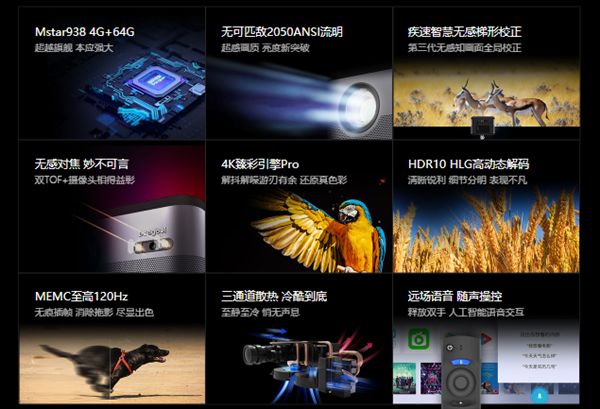 Mstar938 4G+64G
超越旗舰 本应强大
无可匹敌2050ANSI流明
超感画质 亮度新突破
疾速智慧无感梯形校正
第三代无感知画面全局校正
无感对焦 妙不可言
双TOF+摄像头相得益彰
4K臻彩引擎Pro
解抖解噪游刃有余 还原真色彩
HDR10 HLG高动态解码
清晰锐利 细节分明 表现不凡
MEMC至高120Hz
无痕插帧 消除拖影 尽显出色
三通道散热 冷酷到底
至静至冷 悄无声息
远场语音 随声操控
释放双手 人工智能语音交互